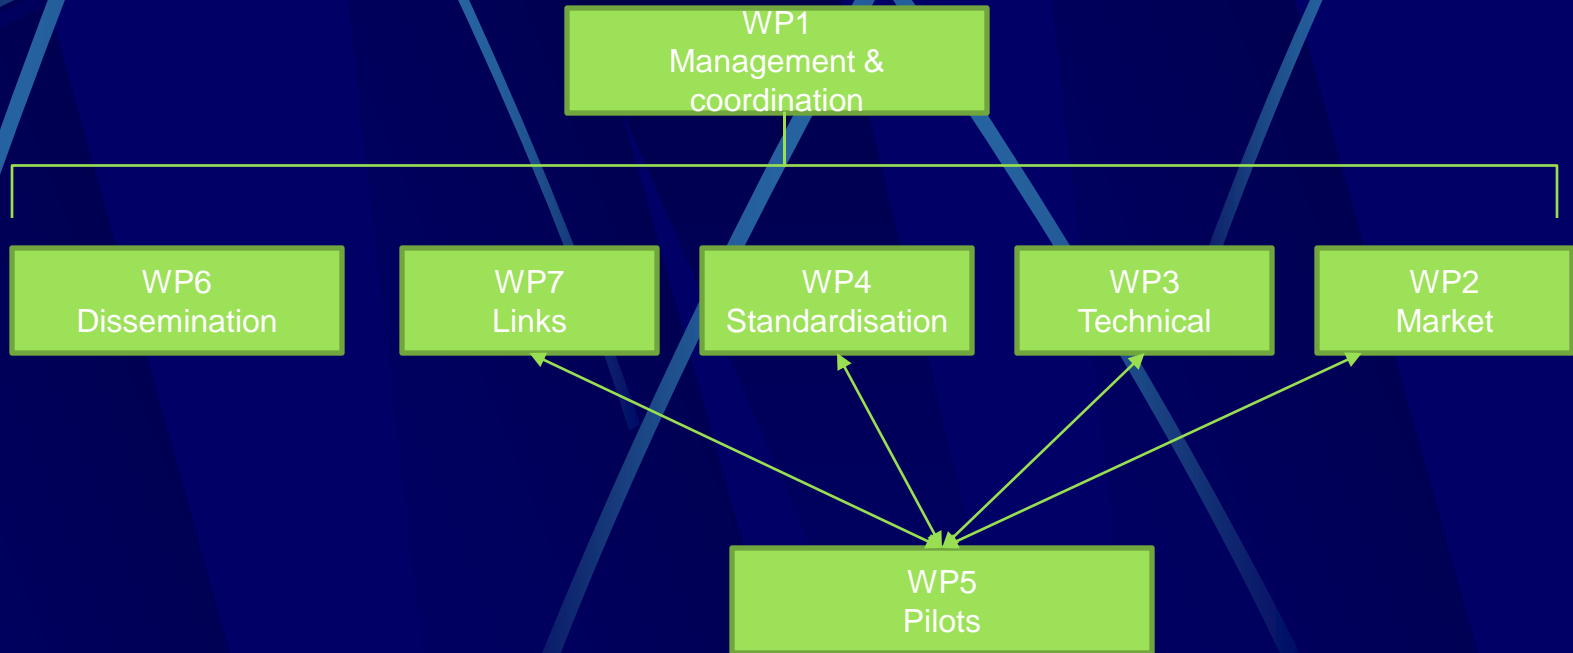 WP1
Management &
coordination
WP6
Dissemination
WP7
Links
WP4
Standardisation
WP3
Technical
WP2
Market
WP5
Pilots